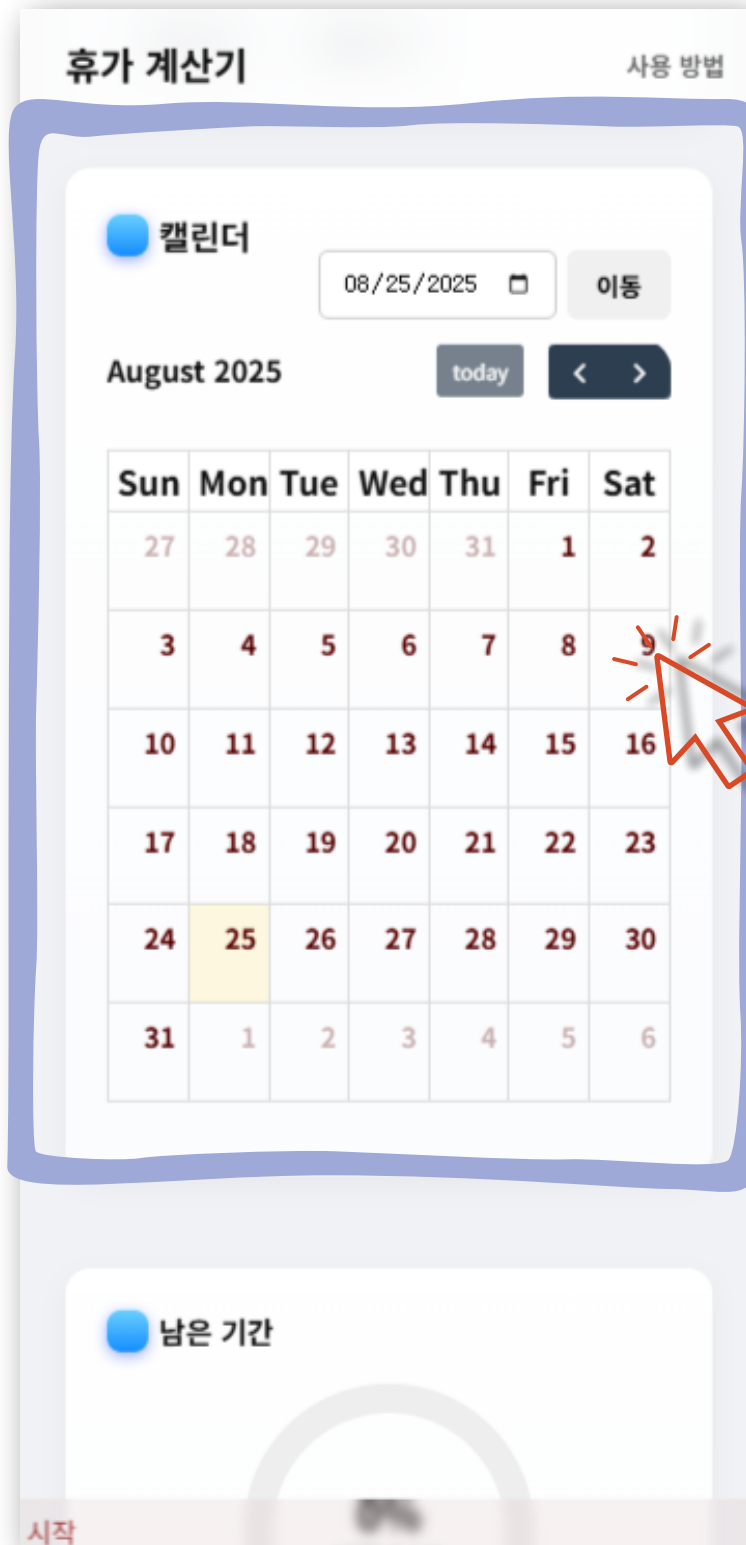 휴가 계산기 사용 방법
캘린더
08/25/2025 이동
August 2025 today
Sun Mon Tue Wed Thu Fri Sat
27 28 29 30 31 1 2
3 4 5 6 7 8 9
10 11 12 13 14 15 16
17 18 19 20 21 22 23
24 25 26 27 28 29 30
31 1 2 3 4 5 6
남은 기간
시작